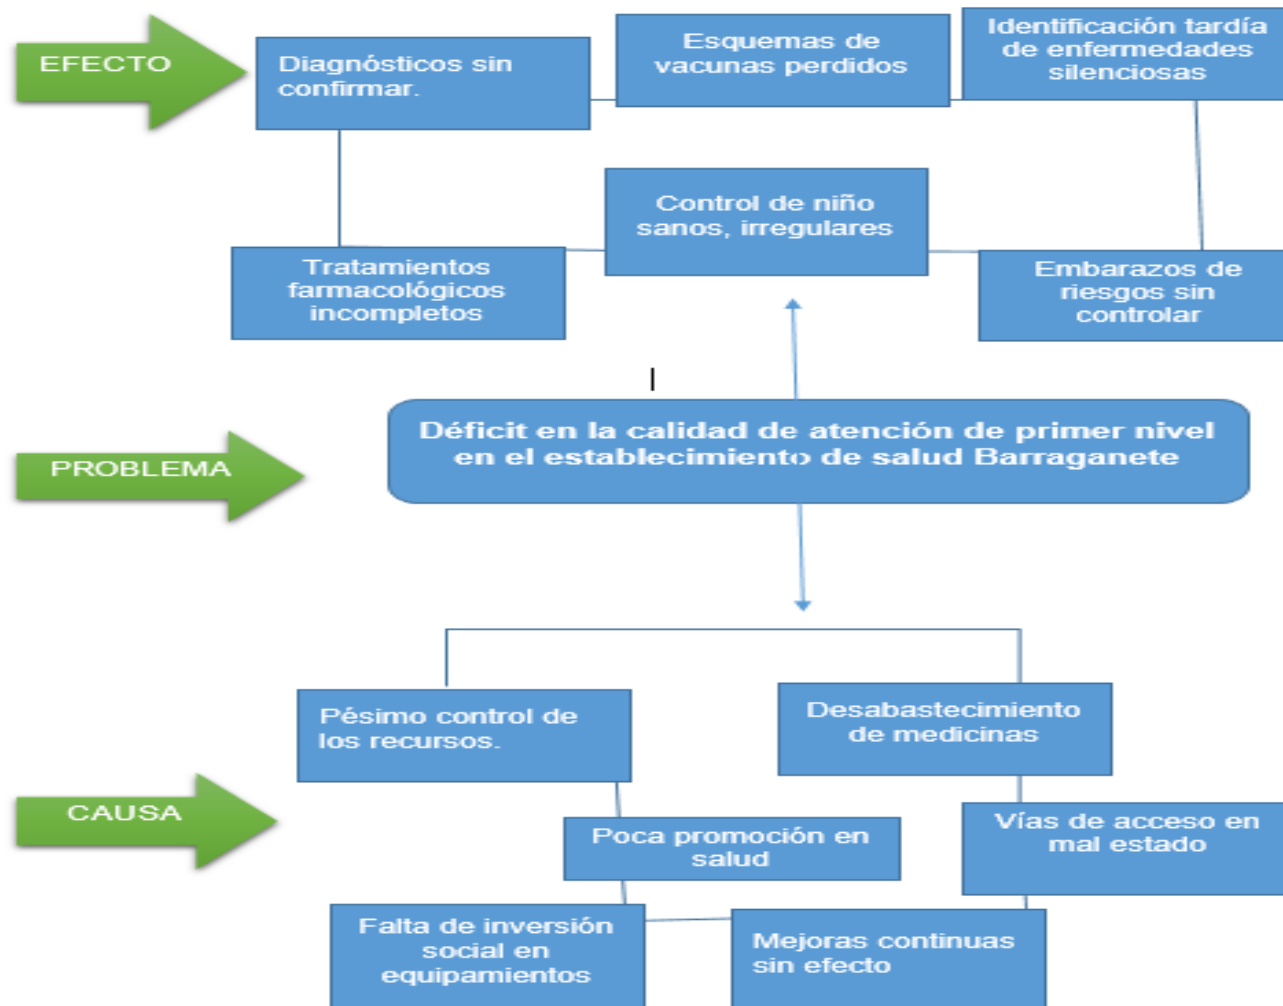 EFECTO
Diagnósticos sin
confirmar.
Esquemas de
vacunas perdidos
Identificación tardía
de enfermedades
silenciosas
Tratamientos
farmacológicos
incompletos
Control de niño
sanos, irregulares
Embarazos de
riesgos sin
controlar
PROBLEMA
Déficit en la calidad de atención de primer nivel
en el establecimiento de salud Barraganete
CAUSA
Pésimo control de
los recursos.
Desabastecimiento
de medicinas
Poca promoción en
salud
Vías de acceso en
mal estado
Falta de inversión
social en
equipamientos
Mejoras continuas
sin efecto